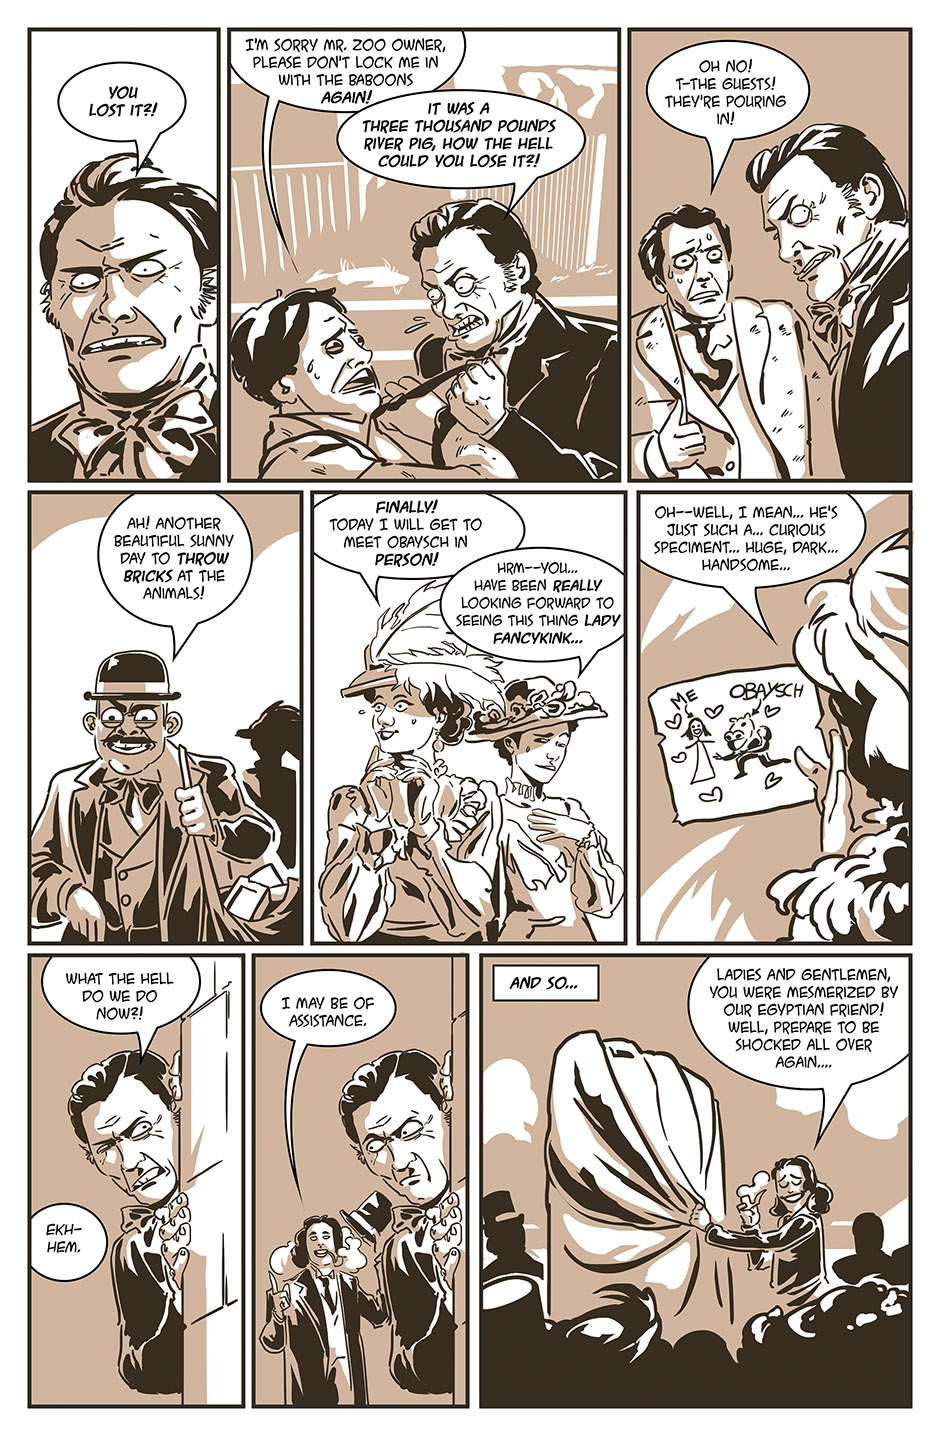 YOU
LOST IT?!
I'M SORRY MR. ZOO OWNER,
PLEASE DON'T LOCK ME IN
WITH THE BABOONS
AGAIN!
IT WAS A
THREE THOUSAND POUNDS
RIVER PIG, HOW THE HELL
COULD YOU LOSE IT?!
OH NO!
T-THE GUESTS!
THEY'RE POURING
IN!
AH! ANOTHER
BEAUTIFUL SUNNY
DAY TO THROW
BRICKS AT THE
ANIMALS!
FINALLY!
TODAY I WILL GET TO
MEET OBAYSCH IN
PERSON!
HRM--YOU...
HAVE BEEN REALLY
LOOKING FORWARD TO
SEEING THIS THING LADY
FANCYKINK...
OH--WELL, I MEAN... HE'S
JUST SUCH A... CURIOUS
SPECIMENT... HUGE, DARK...
HANDSOME...
ME
OBAYSCH
WHAT THE HELL
DO WE DO
NOW?!
EKH-
HEM.
I MAY BE OF
ASSISTANCE.
AND SO...
LADIES AND GENTLEMEN,
YOU WERE MESMERIZED BY
OUR EGYPTIAN FRIEND!
WELL, PREPARE TO BE
SHOCKED ALL OVER
AGAIN....